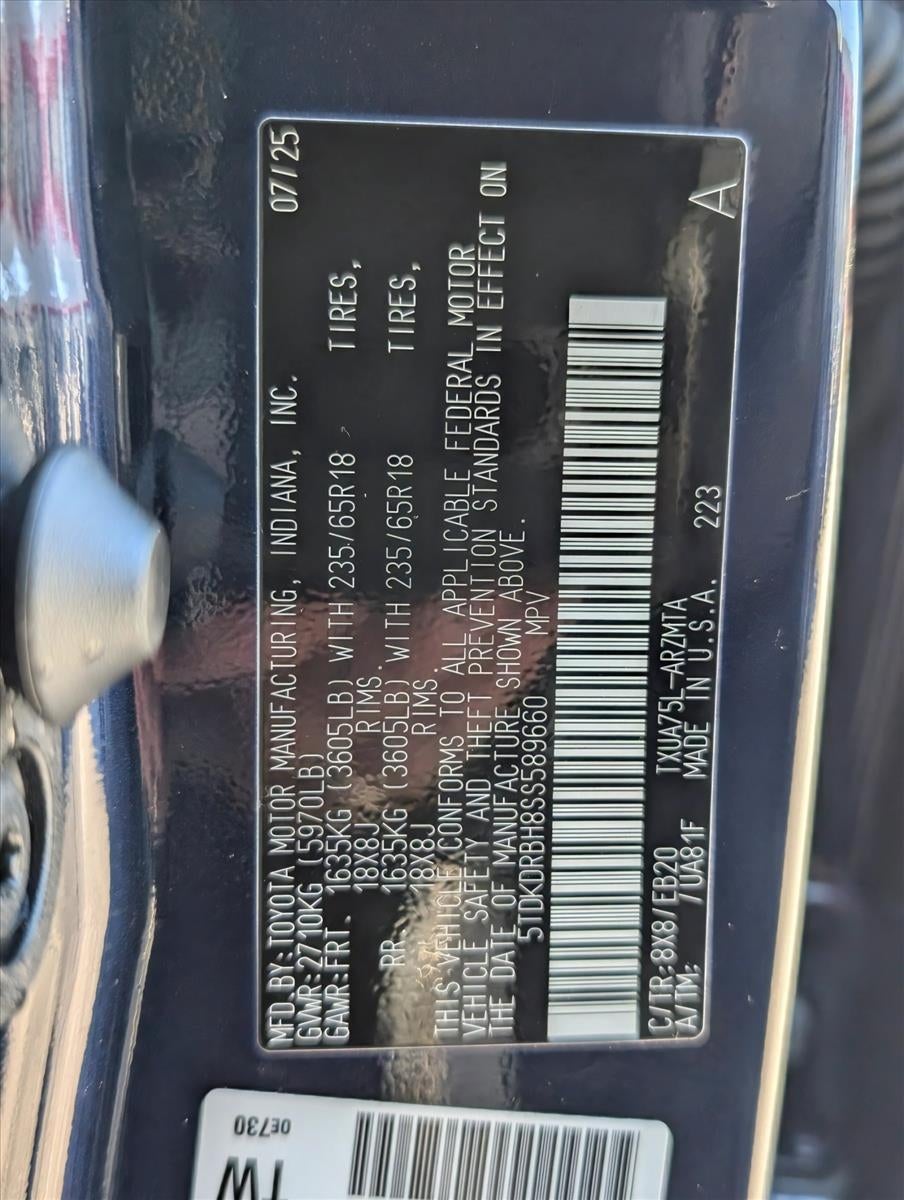 MFD.BY:TOYOTA MOTOR MANUFACTURING, INDIANA, INC. 07/25
GVWR:2710KG (5970LB)
GAWR:FRT. 1635KG (3605LB) WITH 235/65R18 TIRES,
18X8J RIMS.
RR. 1635KG (3605LB) WITH 235/65R18 TIRES,
18X8J RIMS.
THIS VEHICLE CONFORMS TO ALL APPLICABLE FEDERAL MOTOR
VEHICLE SAFETY AND THEFT PREVENTION STANDARDS IN EFFECT ON
THE DATE OF MANUFACTURE SHOWN ABOVE.
5TDKDRBH8SS589660 MPV
C/TR:8X8/EB20 TXUA75L-ARZMTA
A/TM: /UA81F MADE IN U.S.A. 223
A
0E730
TW